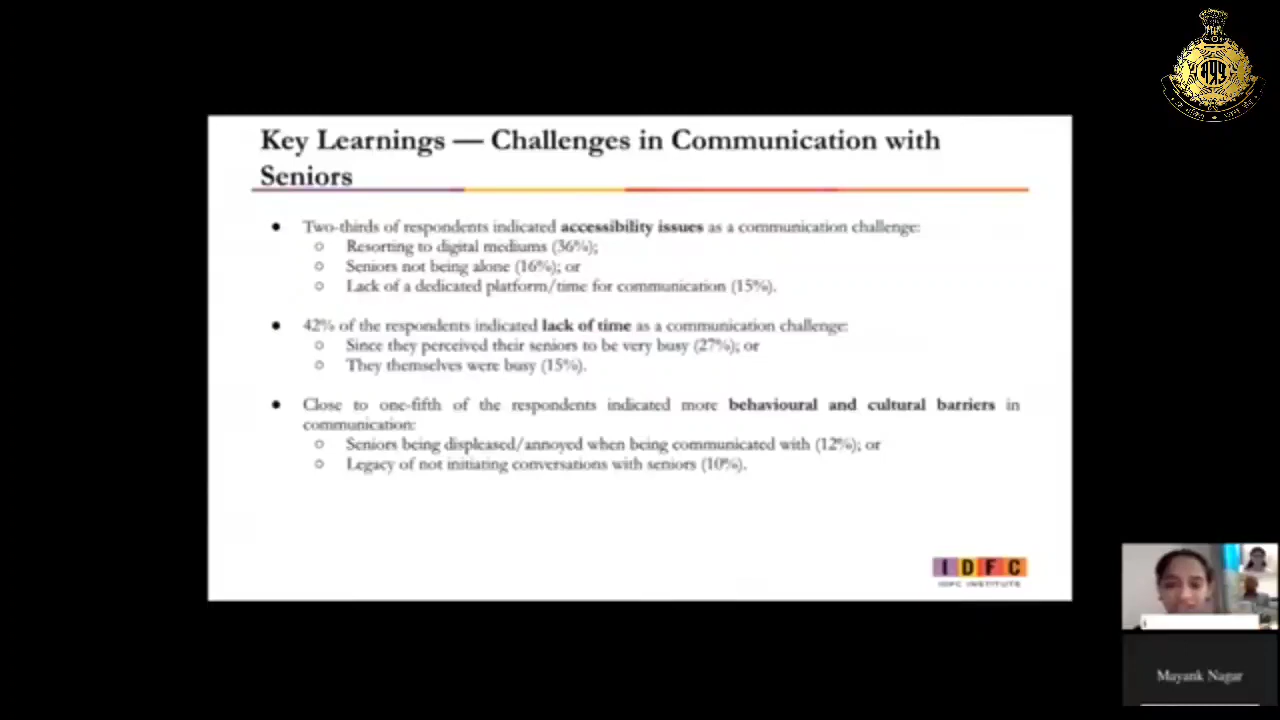 Key Learnings — Challenges in Communication with
Seniors
● Two-thirds of respondents indicated accessibility issues as a communication challenge:
○ Resorting to digital mediums (36%);
○ Seniors not being alone (16%); or
○ Lack of a dedicated platform/time for communication (15%).
● 42% of the respondents indicated lack of time as a communication challenge:
○ Since they perceived their seniors to be very busy (27%); or
○ They themselves were busy (15%).
● Close to one-fifth of the respondents indicated more behavioural and cultural barriers in
communication:
○ Seniors being displeased/annoyed when being communicated with (12%); or
○ Legacy of not initiating conversations with seniors (10%).
IDFC
IDFC INSTITUTE
Mayank Nagar